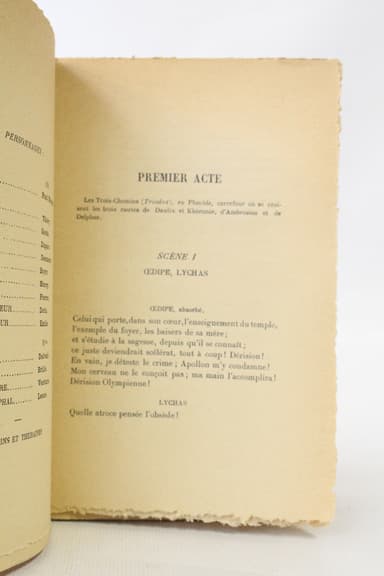 PERSONNAGES
PREMIER ACTE
Les Trois-Chemins (Triodos), en Phocide, carrefour où se croi-
sent les trois routes de Daulis et Khéronée, d'Ambrosios et de
Delphes.
SCÈNE I
ŒDIPE, LYCHAS
ŒDIPE, absorbé.
Celui qui porte, dans son cœur, l'enseignement du temple,
l'exemple du foyer, les baisers de sa mère;
et s'étudie à la sagesse, depuis qu'il se connaît;
ce juste deviendrait scélérat, tout à coup! Dérision!
En vain, je déteste le crime; Apollon m'y condamne!
Mon cerveau ne le conçoit pas; ma main l'accomplira!
Dérision Olympienne!
LYCHAS
Quelle atroce pensée l'obsède!